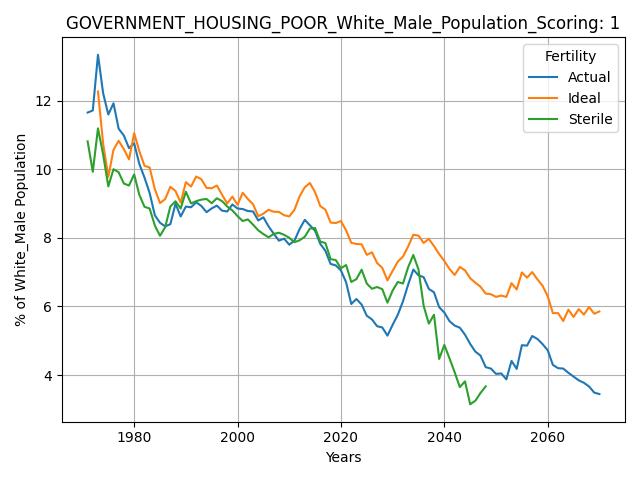 GOVERNMENT_HOUSING_POOR_White_Male_Population_Scoring: 1
Fertility
Actual
Ideal
Sterile
% of White_Male Population
12
10
8
6
4
1980 2000 2020 2040 2060
Years